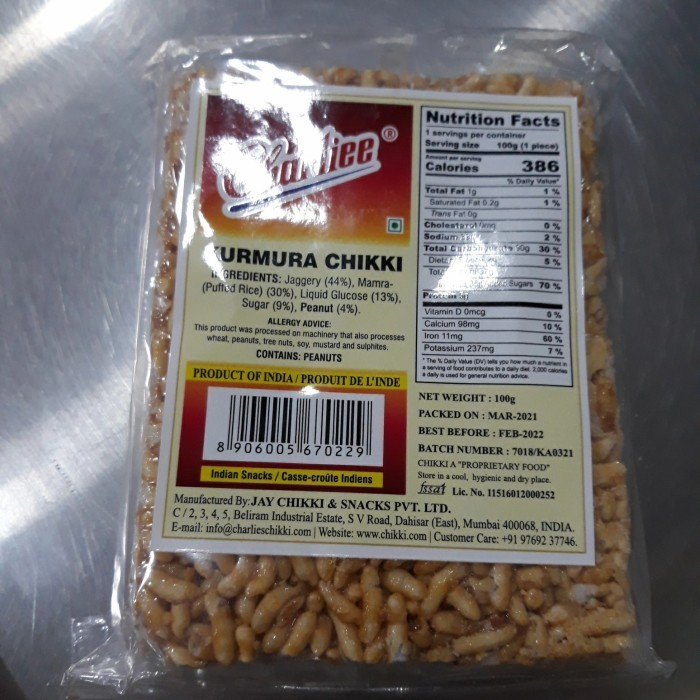 Charliee ®
KURMURA CHIKKI
INGREDIENTS: Jaggery (44%), Mamra-
(Puffed Rice) (30%), Liquid Glucose (13%),
Sugar (9%), Peanut (4%).
ALLERGY ADVICE:
This product was processed on machinery that also processes
wheat, peanuts, tree nuts, soy, mustard and sulphites.
CONTAINS: PEANUTS
PRODUCT OF INDIA / PRODUIT DE L'INDE
8 906005 670229
Indian Snacks / Casse-croûte Indiens
Nutrition Facts
1 servings per container
Serving size 100g (1 piece)
Amount per serving
Calories 386
% Daily Value*
Total Fat 1g 1 %
Saturated Fat 0.2g 1 %
Trans Fat 0g
Cholesterol 0mg 0 %
Sodium 2 %
Total Carbohydrate 90g 30 %
5 %
Sugars 70 %
Protein
Vitamin D 0mcg 0 %
Calcium 98mg 10 %
Iron 11mg 60 %
Potassium 237mg 7 %
* The % Daily Value (DV) tells you how much a nutrient in
a serving of food contributes to a daily diet. 2,000 calories
a daily is used for general nutrition advice.
NET WEIGHT : 100g
PACKED ON : MAR-2021
BEST BEFORE : FEB-2022
BATCH NUMBER : 7018/KA0321
CHIKKI A "PROPRIETARY FOOD"
Store in a cool, hygienic and dry place.
fssai Lic. No. 11516012000252
Manufactured By: JAY CHIKKI & SNACKS PVT. LTD.
C / 2, 3, 4, 5, Beliram Industrial Estate, S V Road, Dahisar (East), Mumbai 400068, INDIA.
E-mail: info@charlieschikki.com | Website: www.chikki.com | Customer Care: +91 97692 37746.